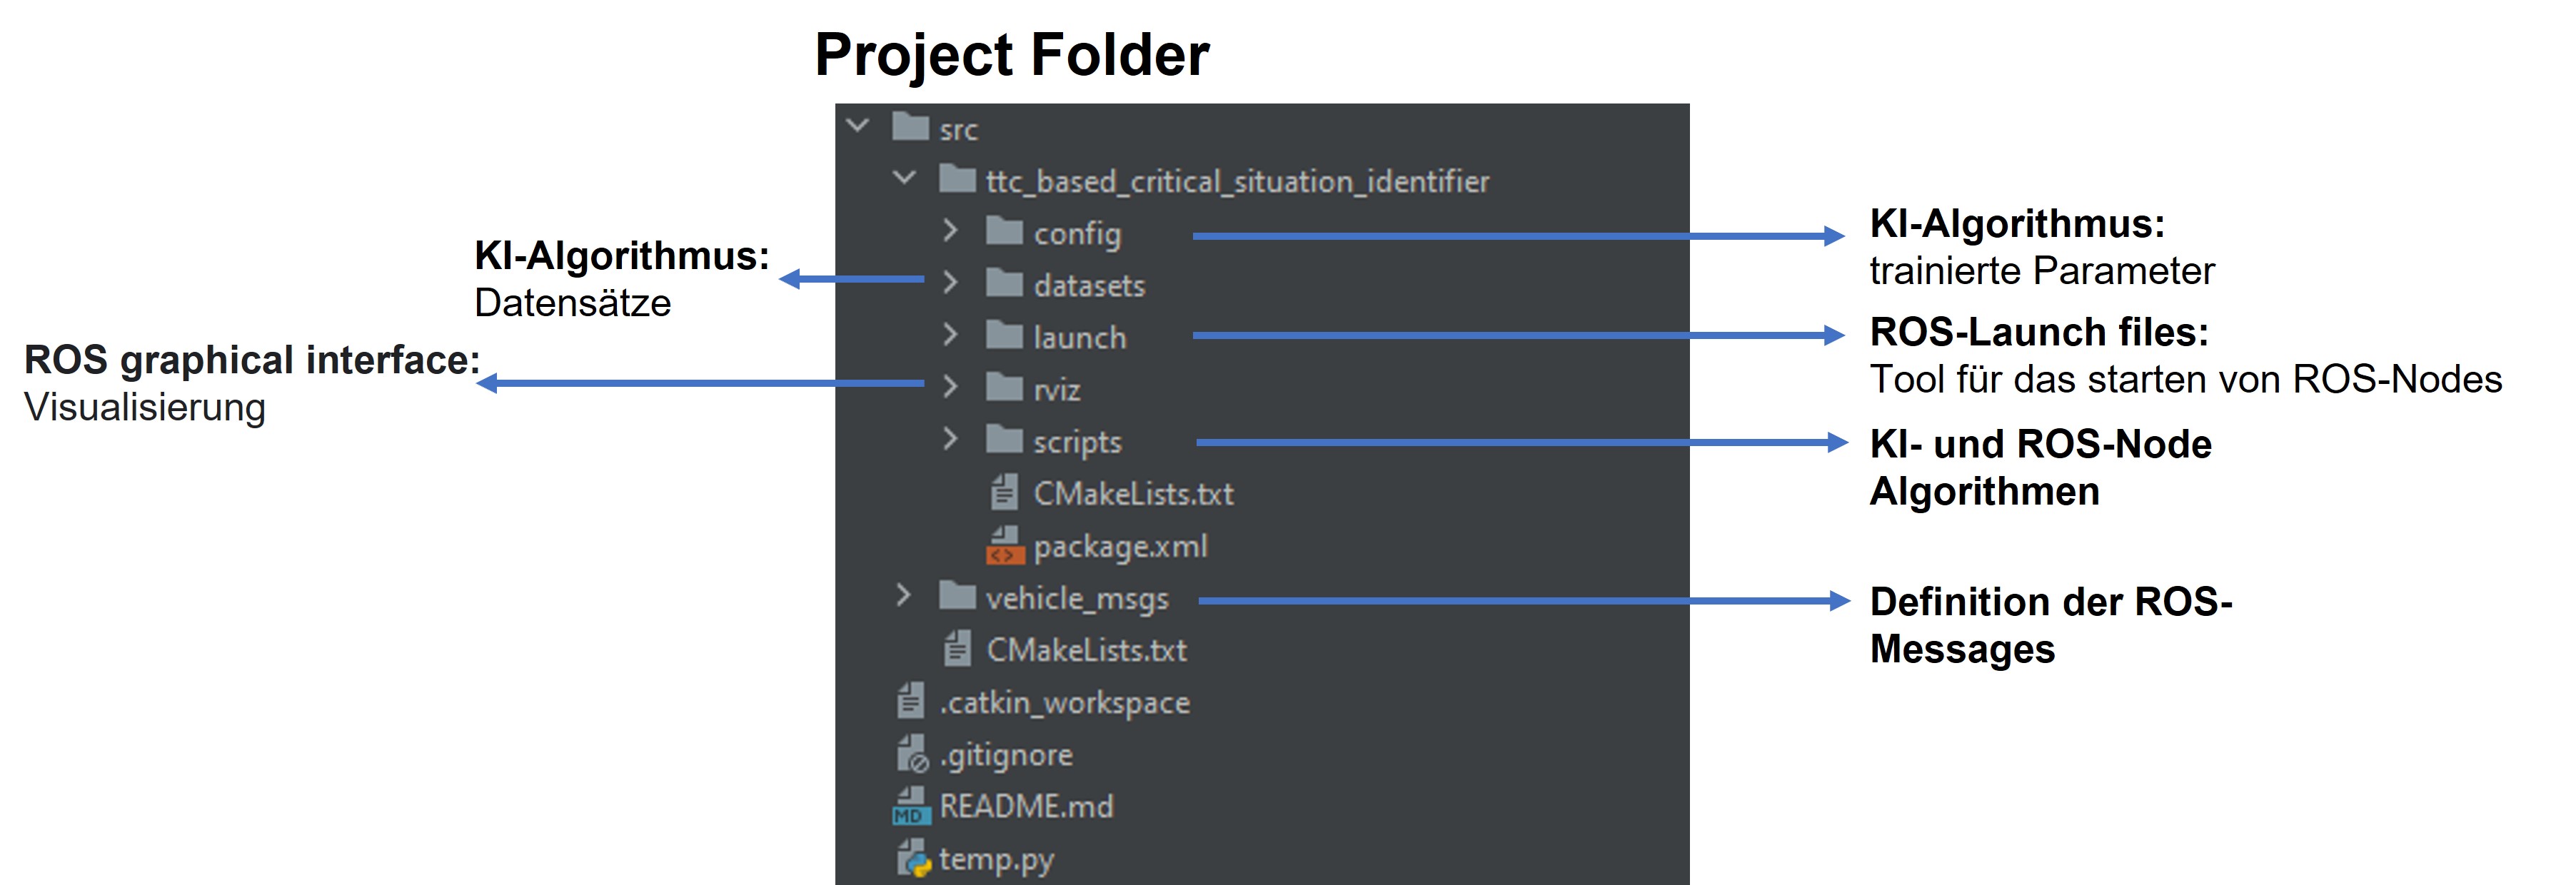 Project Folder
src
ttc_based_critical_situation_identifier
config
datasets
launch
rviz
scripts
CMakeLists.txt
package.xml
vehicle_msgs
CMakeLists.txt
.catkin_workspace
.gitignore
MD README.md
temp.py
KI-Algorithmus:
Datensätze
ROS graphical interface:
Visualisierung
KI-Algorithmus:
trainierte Parameter
ROS-Launch files:
Tool für das starten von ROS-Nodes
KI- und ROS-Node
Algorithmen
Definition der ROS-
Messages